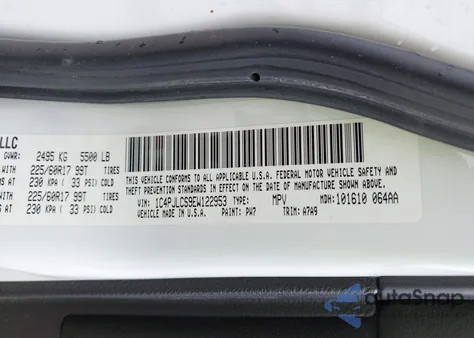 LLC
GVWR: 2495 KG 5500 LB
225/60R17 99T TIRES
S AT 230 KPA ( 33 PSI) COLD
225/60R17 99T TIRES
S AT 230 KPA ( 33 PSI) COLD
THIS VEHICLE CONFORMS TO ALL APPLICABLE U.S.A. FEDERAL MOTOR VEHICLE SAFETY AND
THEFT PREVENTION STANDARDS IN EFFECT ON THE DATE OF MANUFACTURE SHOWN ABOVE.
VIN: 1C4PJLCS9EW122953 TYPE: MPV MDH: 101610 064AA
PAINT: PW7 TRIM: A7A9
autoSnap